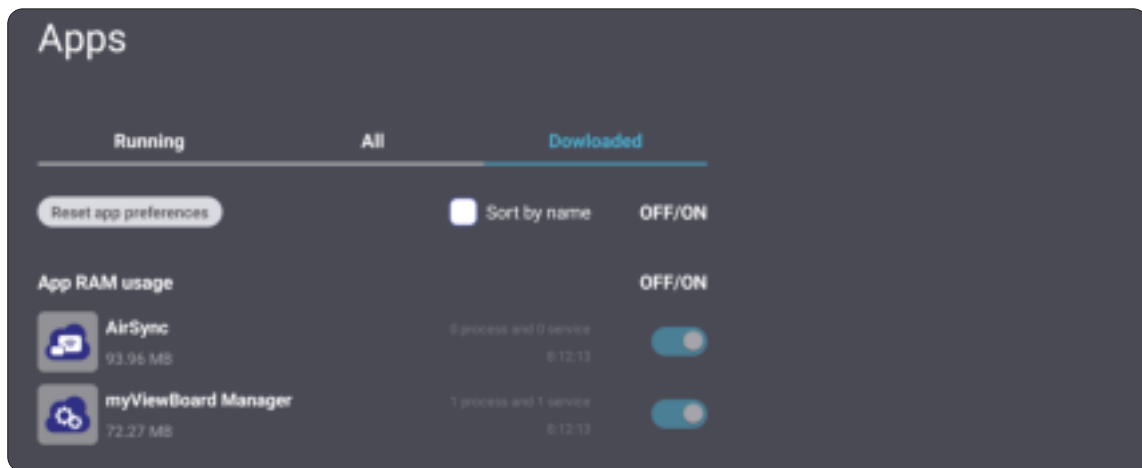 Apps
Running All Dowloaded
Reset app preferences Sort by name OFF/ON
App RAM usage OFF/ON
AirSync 0 process and 0 service
93.96 MB 8:12:13
myViewBoard Manager 1 process and 1 service
72.27 MB 8:12:13